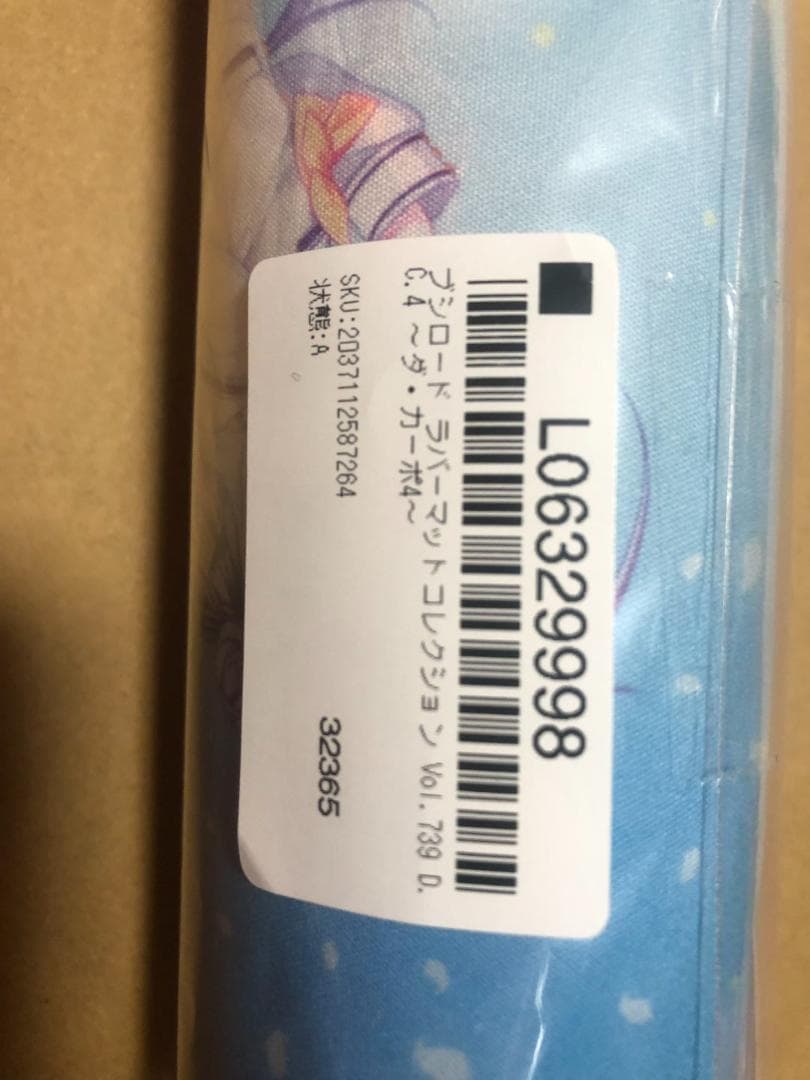 L06329998
ブシロード ラバーマットコレクション Vol.739 D.
C.4 ～ダ・カーポ4～
SKU:2037112587264
状態:A
32365